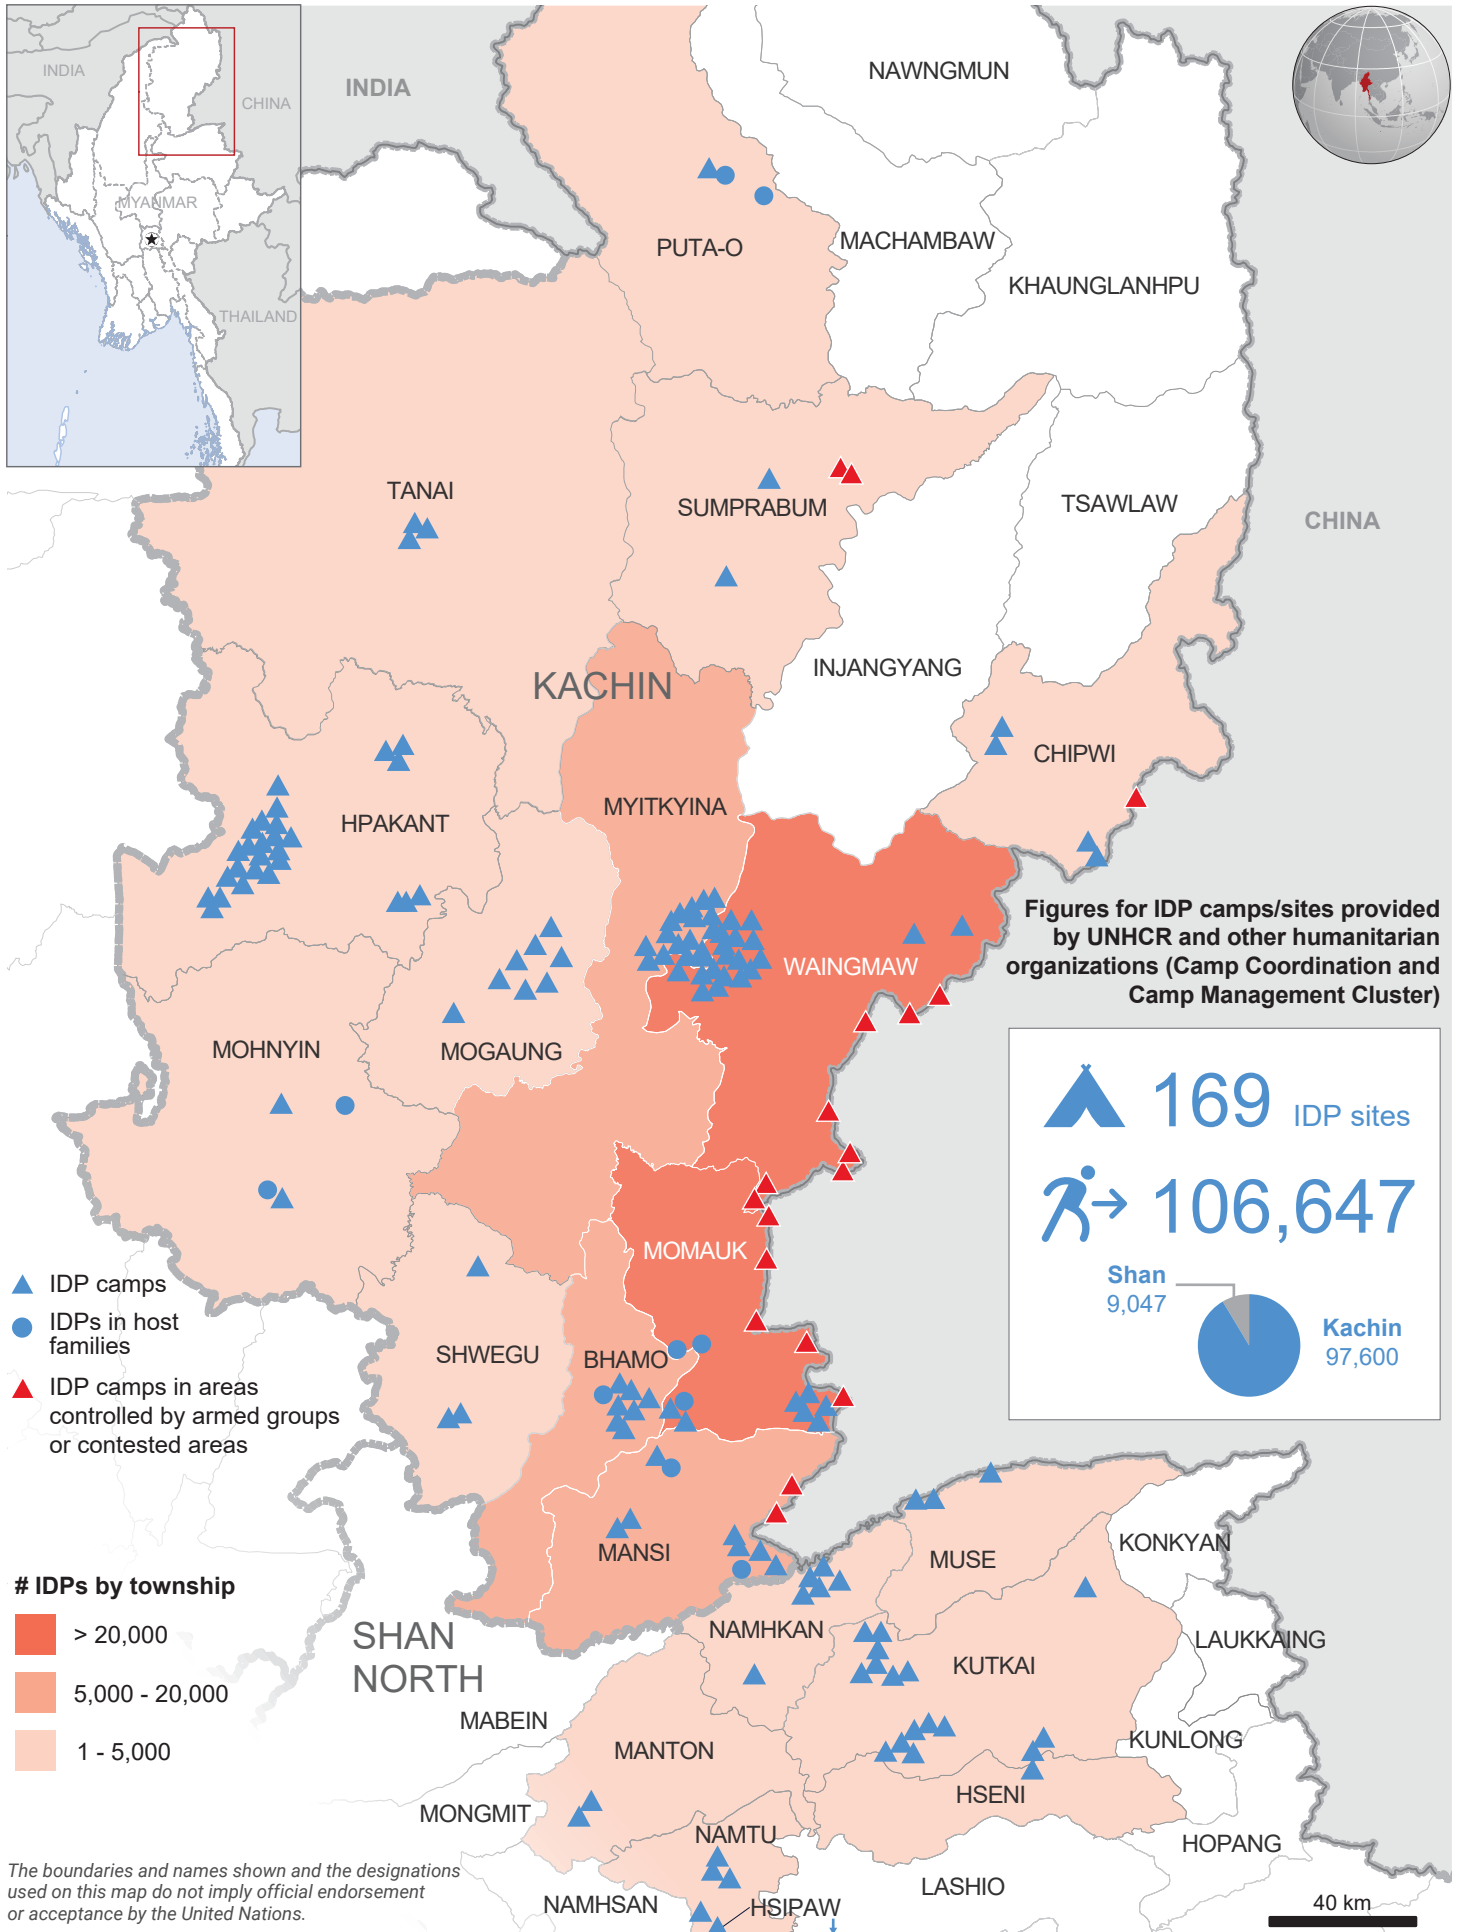 INDIA
CHINA
MYANMAR
THAILAND
INDIA
NAWNGMUN
PUTA-O
MACHAMBAW
KHAUNGLANHPU
TANAI
SUMPRABUM
TSAWLAW
CHINA
KACHIN
INJANGYANG
CHIPWI
MYITKYINA
HPAKANT
WAINGMAW
Figures for IDP camps/sites provided
by UNHCR and other humanitarian
organizations (Camp Coordination and
Camp Management Cluster)
MOHNYIN
MOGAUNG
169 IDP sites
106,647
Shan
9,047
Kachin
97,600
MOMAUK
IDP camps
IDPs in host
families
IDP camps in areas
controlled by armed groups
or contested areas
SHWEGU
BHAMO
MANSI
MUSE
KONKYAN
# IDPs by township
> 20,000
5,000 - 20,000
1 - 5,000
SHAN
NORTH
NAMHKAN
KUTKAI
LAUKKAING
MABEIN
MANTON
KUNLONG
HSENI
MONGMIT
NAMTU
HOPANG
The boundaries and names shown and the designations
used on this map do not imply official endorsement
or acceptance by the United Nations.
NAMHSAN
HSIPAW
LASHIO
40 km